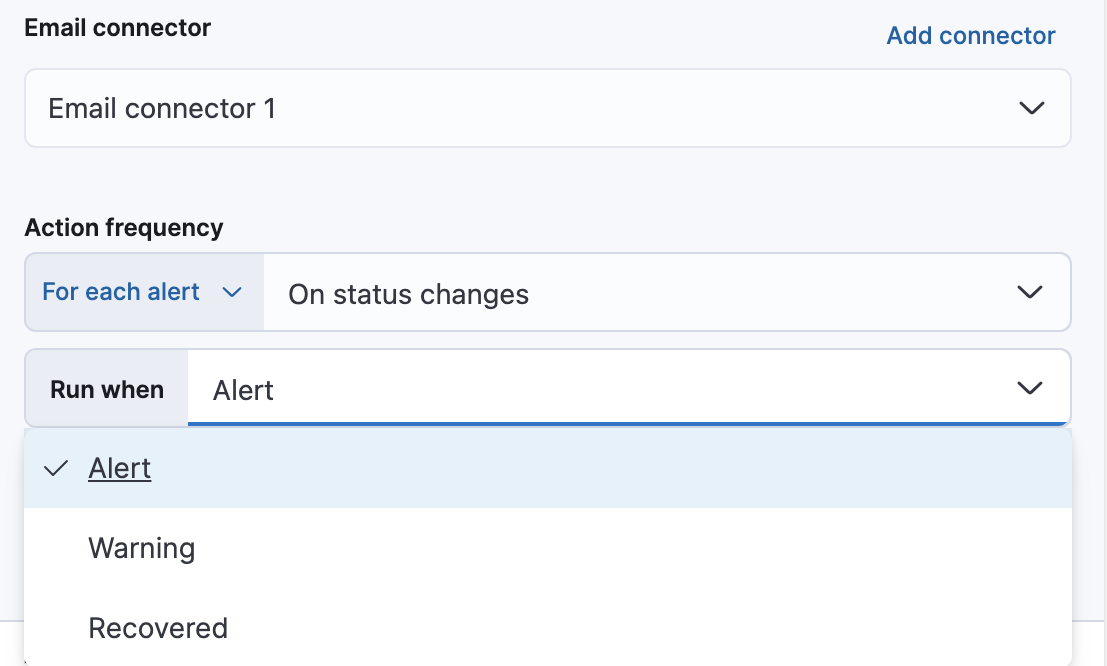 Email connector
Add connector
Email connector 1
Action frequency
For each alert
On status changes
Run when
Alert
Alert
Warning
Recovered